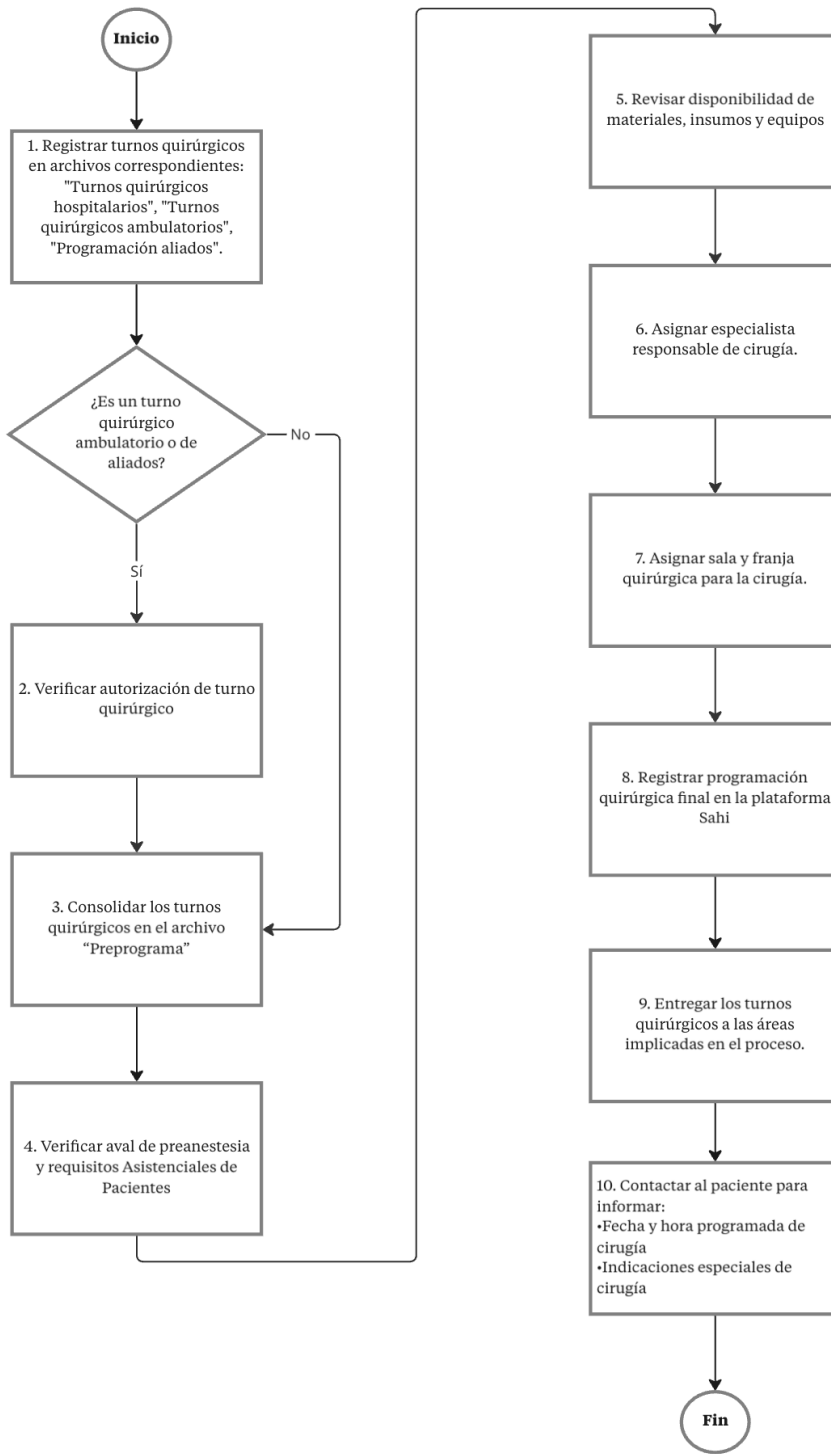 Inicio
1. Registrar turnos quirúrgicos
en archivos correspondientes:
"Turnos quirúrgicos
hospitalarios", "Turnos
quirúrgicos ambulatorios",
"Programación aliados".
¿Es un turno
quirúrgico
ambulatorio o de
aliados?
No
Sí
2. Verificar autorización de turno
quirúrgico
3. Consolidar los turnos
quirúrgicos en el archivo
“Preprograma”
4. Verificar aval de preanestesia
y requisitos Asistenciales de
Pacientes
5. Revisar disponibilidad de
materiales, insumos y equipos
6. Asignar especialista
responsable de cirugía.
7. Asignar sala y franja
quirúrgica para la cirugía.
8. Registrar programación
quirúrgica final en la plataforma
Sahi
9. Entregar los turnos
quirúrgicos a las áreas
implicadas en el proceso.
10. Contactar al paciente para
informar:
•Fecha y hora programada de
cirugía
•Indicaciones especiales de
cirugía
Fin